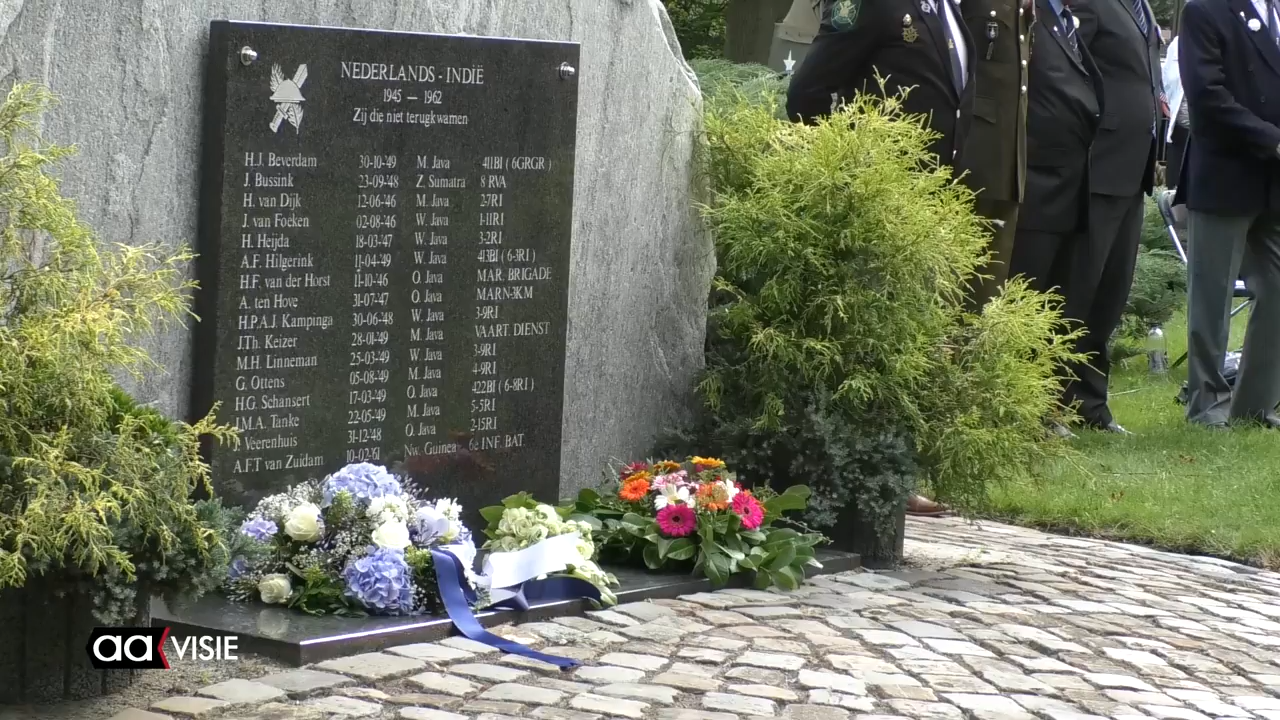 NEDERLANDS - INDIË
1945 — 1962
Zij die niet terugkwamen
H.J. Beverdam 30-10-'49 M. Java 411BI ( 6GRGR )
J. Bussink 23-09-'48 Z. Sumatra 8 RVA
H. van Dijk 12-06-'46 M. Java 2-7RI
J. van Foeken 02-08-'46 W. Java 1-11RI
H. Heijda 18-03-'47 W. Java 3-2RI
A.F. Hilgerink 11-04-'49 W. Java 413BI ( 6-3RI )
H.F. van der Horst 11-10-'46 O. Java MAR. BRIGADE
A. ten Hove 31-07-'47 O. Java MARN-3KM
H.P.A.J. Kampinga 30-06-'48 W. Java 3-9RI
J.Th. Keizer 28-01-'49 M. Java VAART DIENST
M.H. Linneman 25-03-'49 W. Java 3-9RI
G. Ottens 05-08-'49 M. Java 4-9RI
H.G. Schansert 17-03-'49 O. Java 422BI ( 6-8RI )
J.M.A. Tanke 22-05-'49 M. Java 5-5RI
J. Veerenhuis 31-12-'48 O. Java 2-15RI
A.F.T. van Zuidam 10-02-'61 Nw. Guinea 6e INF. BAT.
aa VISIE